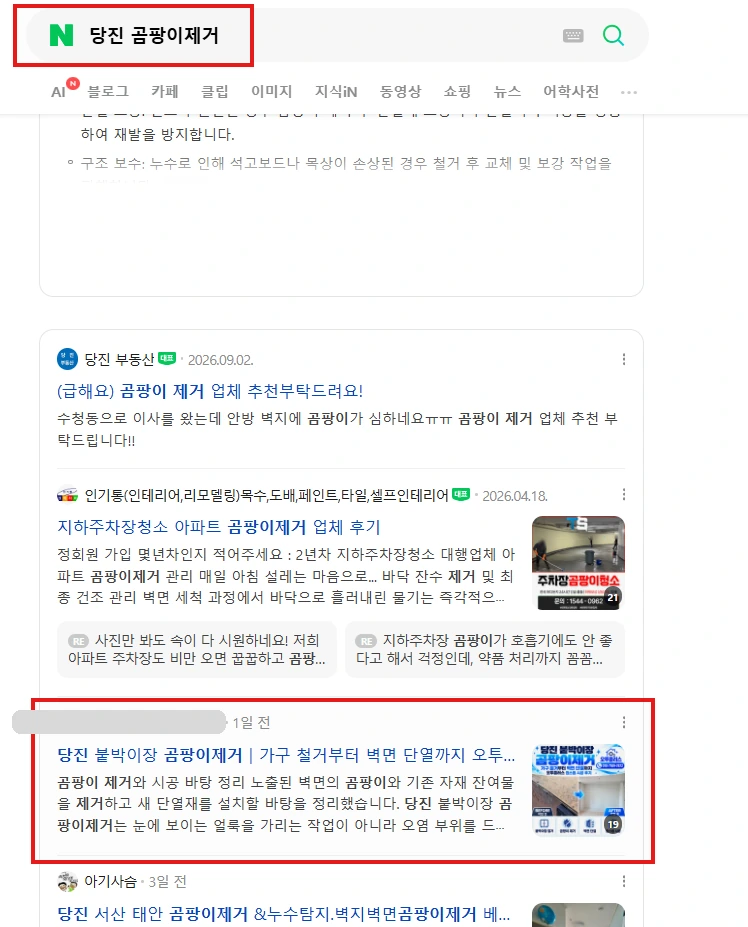 당진 곰팡이제거
AI N 블로그 카페 클립 이미지 지식iN 동영상 쇼핑 뉴스 어학사전 ···
하여 재발을 방지합니다.
구조 보수: 누수로 인해 석고보드나 목상이 손상된 경우 철거 후 교체 및 보강 작업을
당진 부동산 대표 · 2026.09.02.
(급해요) 곰팡이 제거 업체 추천부탁드려요!
수청동으로 이사를 왔는데 안방 벽지에 곰팡이가 심하네요ㅠㅠ 곰팡이 제거 업체 추천 부
탁드립니다!!
인기통(인테리어,리모델링)목수,도배,페인트,타일,셀프인테리어 대표 · 2026.04.18.
지하주차장청소 아파트 곰팡이제거 업체 후기
정회원 가입 몇년차인지 적어주세요 : 2년차 지하주차장청소 대행업체 아
파트 곰팡이제거 관리 매일 아침 설레는 마음으로... 바닥 잔수 제거 및 최
종 건조 관리 벽면 세척 과정에서 바닥으로 흘러내린 물기는 즉각적으...
주차장곰팡이청소
문의 : 1544-0962
21
RE 사진만 봐도 속이 다 시원하네요! 저희
아파트 주차장도 비만 오면 꿉꿉하고 곰팡...
RE 지하주차장 곰팡이가 호흡기에도 안 좋
다고 해서 걱정인데, 약품 처리까지 꼼꼼...
· 1일 전
당진 붙박이장 곰팡이제거 | 가구 철거부터 벽면 단열까지 오투...
곰팡이 제거와 시공 바탕 정리 노출된 벽면의 곰팡이와 기존 자재 잔여물
을 제거하고 새 단열재를 설치할 바탕을 정리했습니다. 당진 붙박이장 곰
팡이제거는 눈에 보이는 얼룩을 가리는 작업이 아니라 오염 부위를 드...
당진 붙박이장
곰팡이제거
19
아기사슴 · 3일 전
당진 서산 태안 곰팡이제거 &누수탐지.벽지벽면곰팡이제거 베...